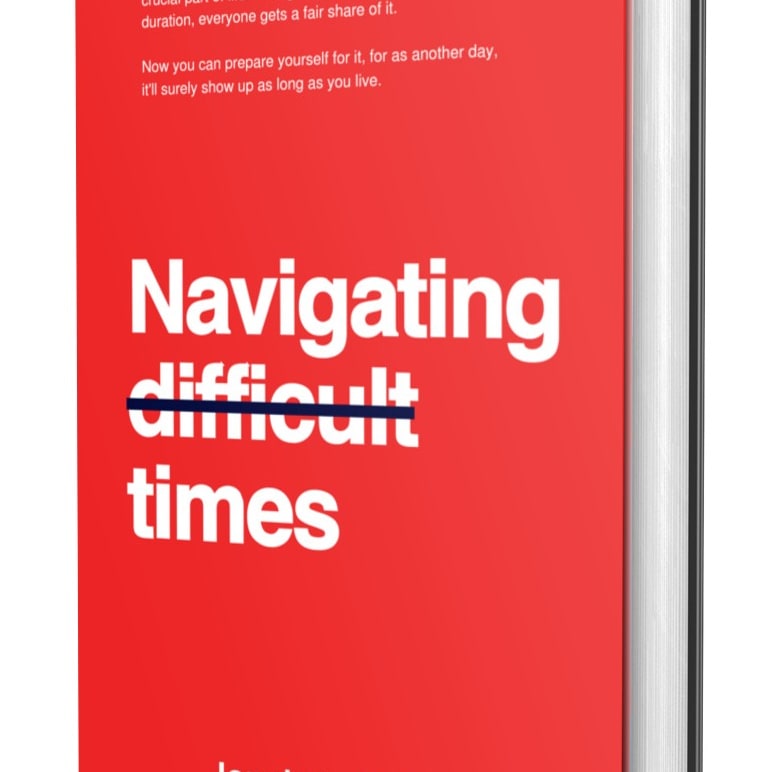 duration, everyone gets a fair share of it.
Now you can prepare yourself for it, for as another day,
it'll surely show up as long as you live.
Navigating
difficult
times